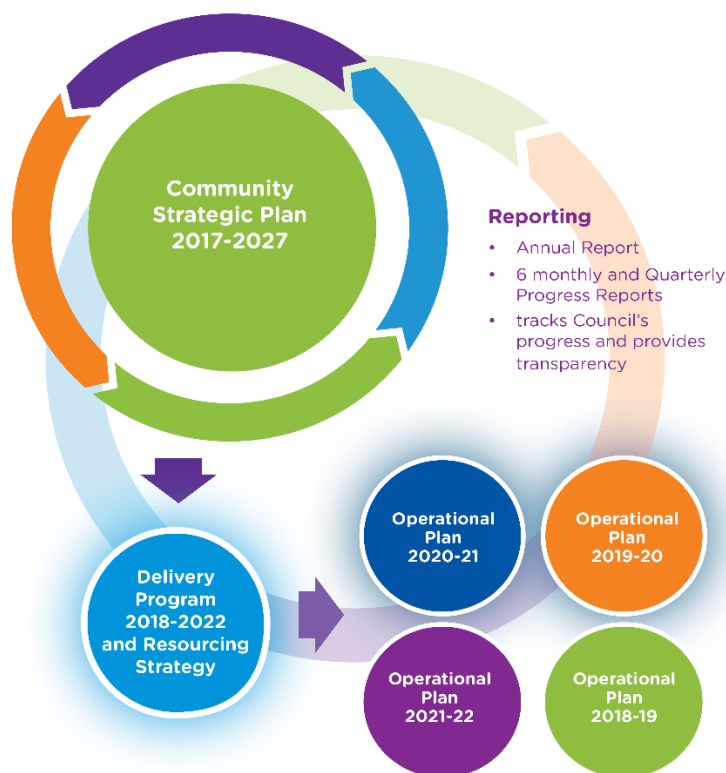 Community
Strategic Plan
2017-2027
Reporting
• Annual Report
• 6 monthly and Quarterly
Progress Reports
• tracks Council's
progress and provides
transparency
Delivery
Program
2018-2022
and Resourcing
Strategy
Operational
Plan
2020-21
Operational
Plan
2019-20
Operational
Plan
2021-22
Operational
Plan
2018-19